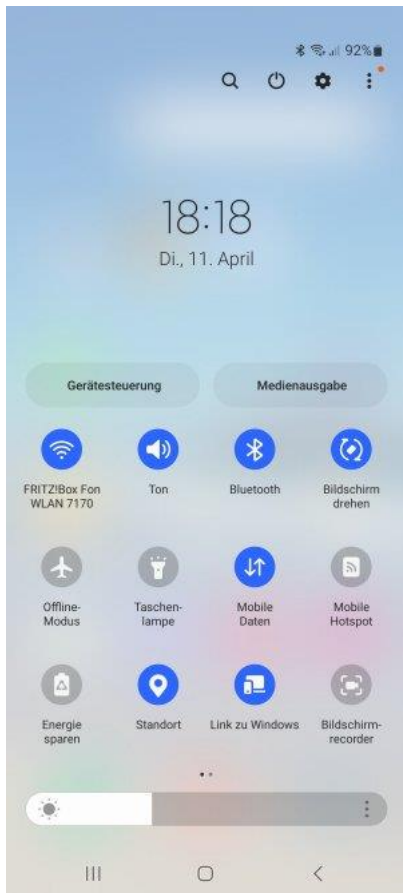 92%
18:18
Di., 11. April
Gerätesteuerung Medienausgabe
FRITZ!Box Fon
WLAN 7170
Ton
Bluetooth
Bildschirm
drehen
Offline-
Modus
Taschen-
lampe
Mobile
Daten
Mobile
Hotspot
Energie
sparen
Standort
Link zu Windows
Bildschirm-
recorder